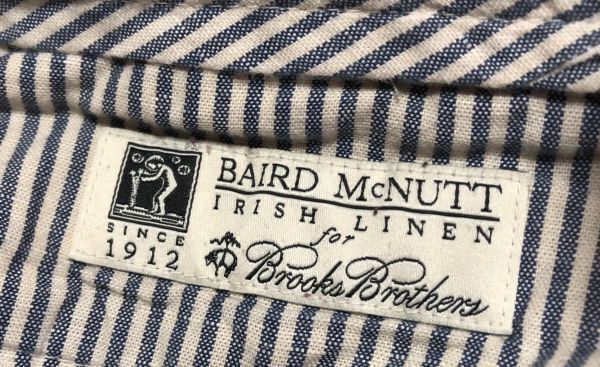 BAIRD McNUTT
IRISH LINEN
SINCE
1912
for
Brooks Brothers